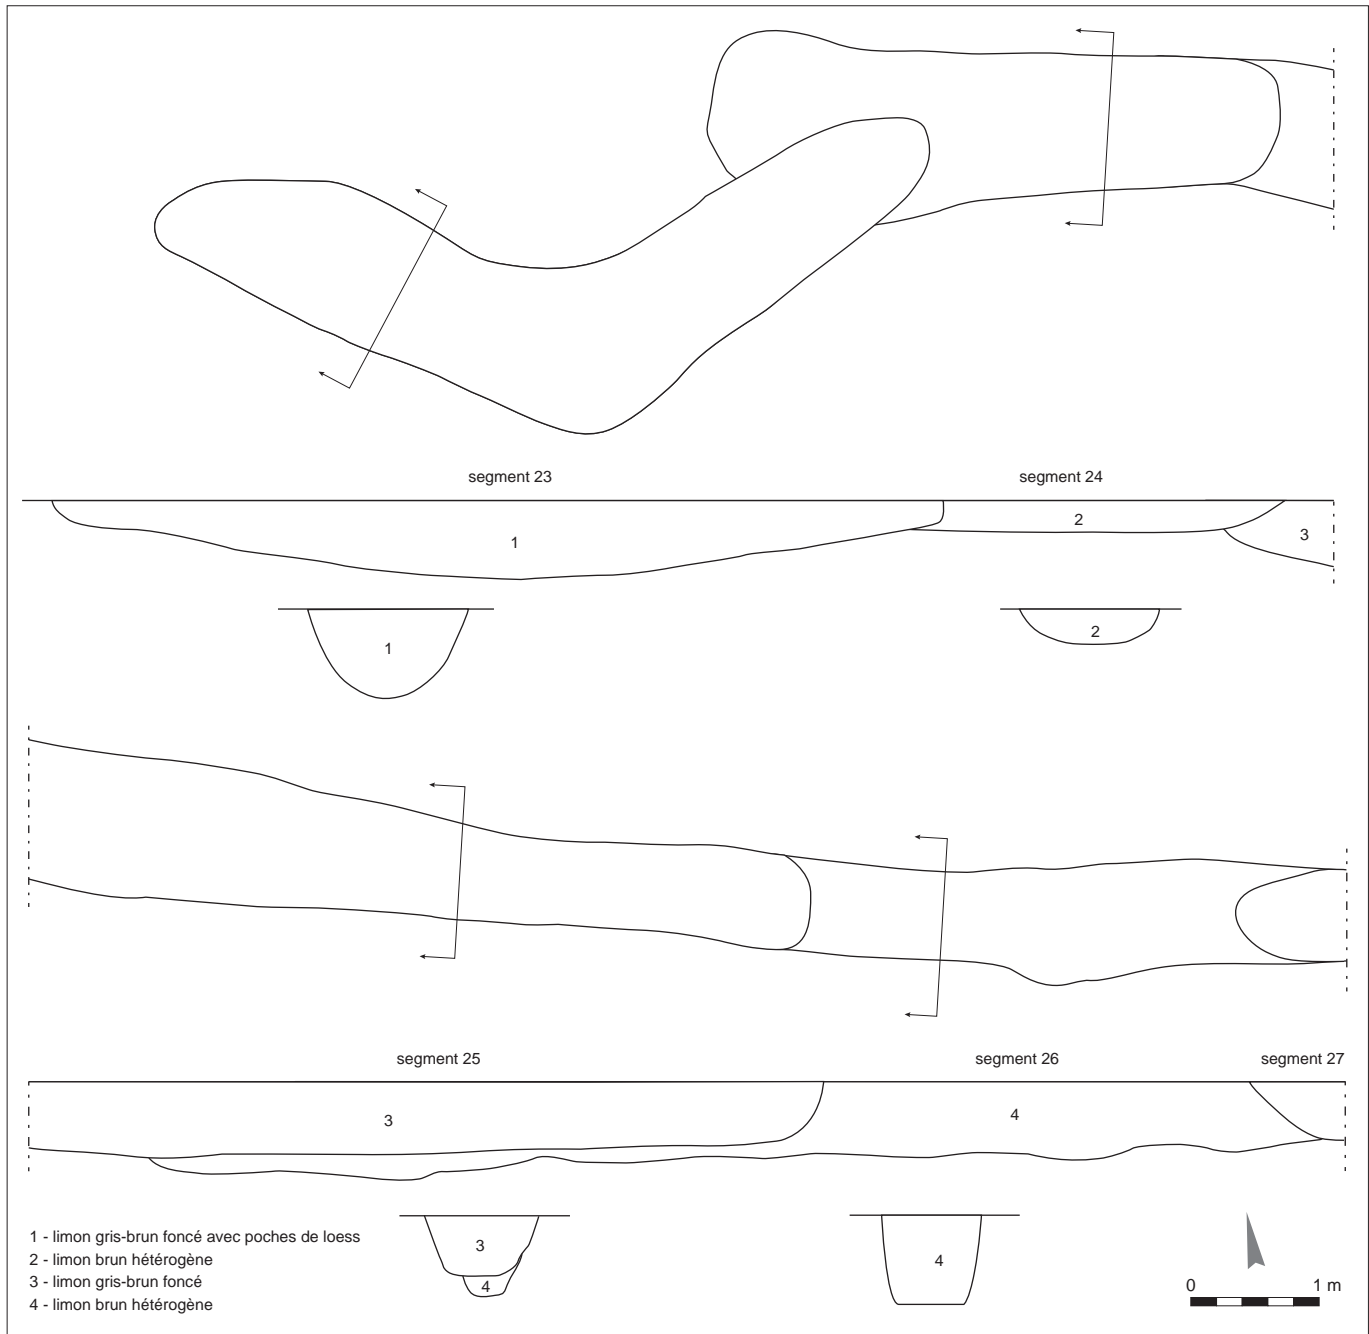 segment 23
segment 24
1
2
3
1
2
segment 25
segment 26
segment 27
3
4
3
4
4
1 - limon gris-brun foncé avec poches de loess
2 - limon brun hétérogène
3 - limon gris-brun foncé
4 - limon brun hétérogène
0 1 m